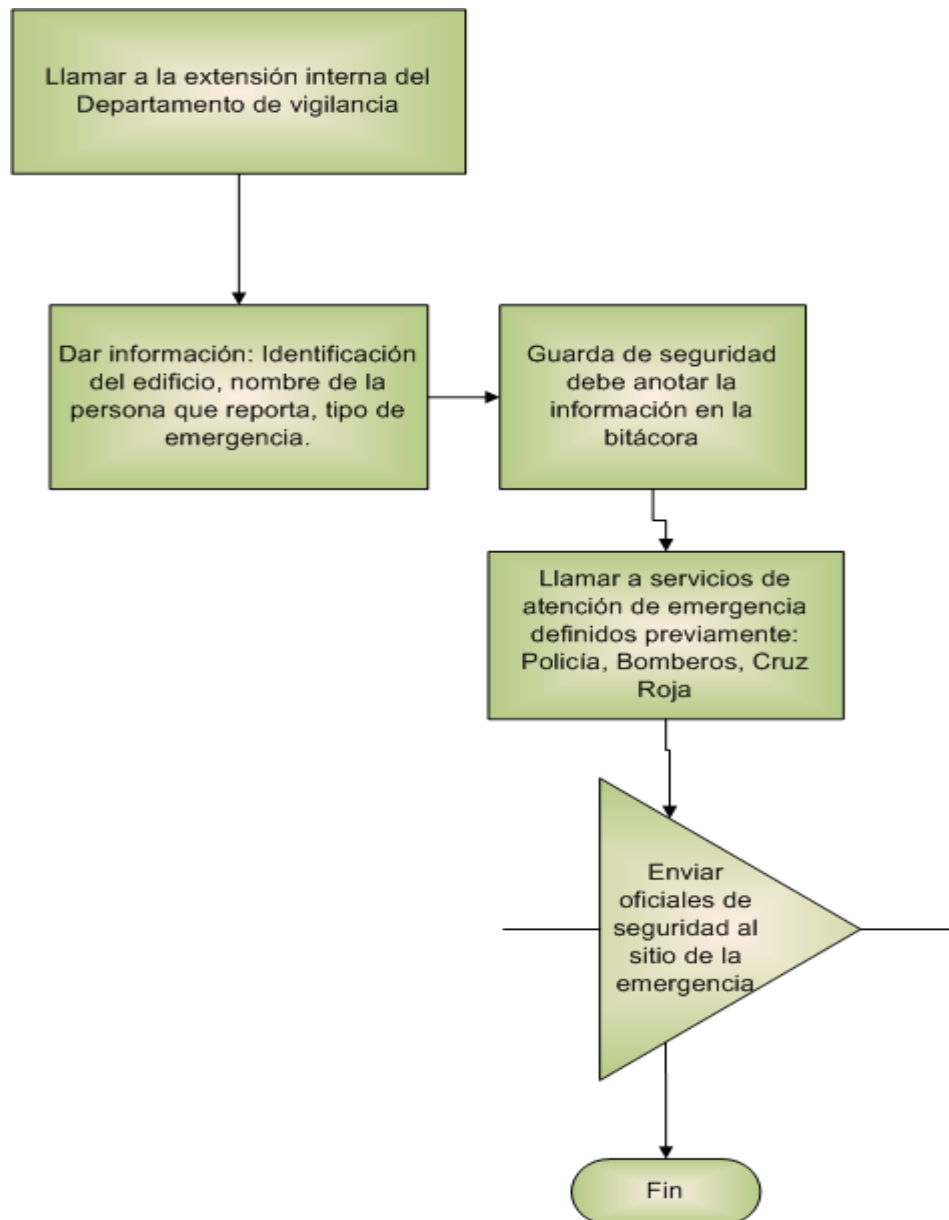 Llamar a la extensión interna del
Departamento de vigilancia
Dar información: Identificación
del edificio, nombre de la
persona que reporta, tipo de
emergencia.
Guarda de seguridad
debe anotar la
información en la
bitácora
Llamar a servicios de
atención de emergencia
definidos previamente:
Policía, Bomberos, Cruz
Roja
Enviar
oficiales de
seguridad al
sitio de la
emergencia
Fin